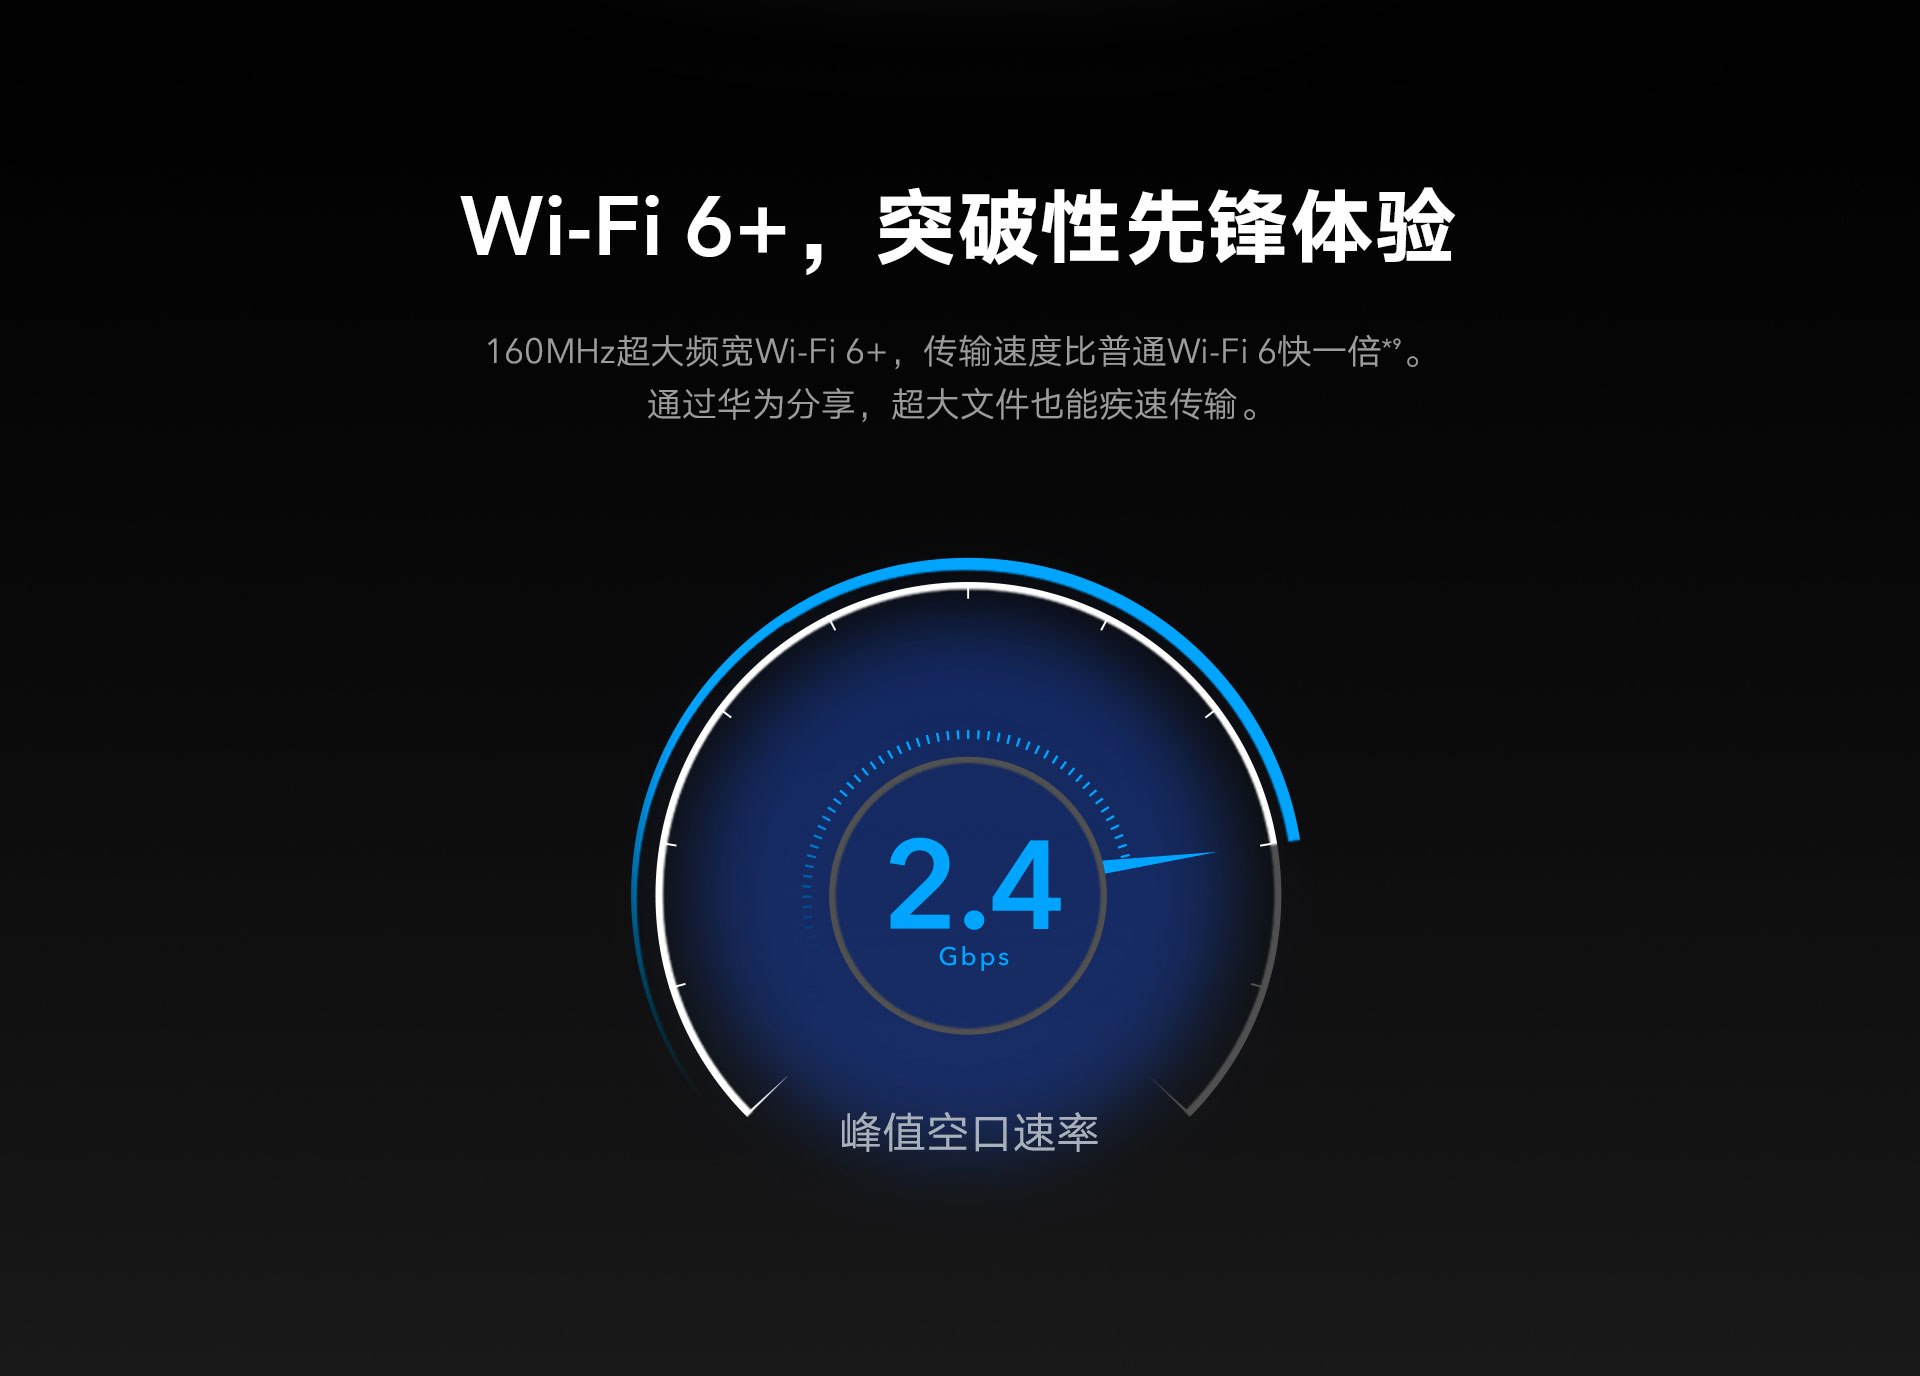 Wi-Fi 6+，突破性先锋体验
160MHz超大频宽Wi-Fi 6+，传输速度比普通Wi-Fi 6快一倍*⁹。
通过华为分享，超大文件也能疾速传输。
2.4
Gbps
峰值空口速率